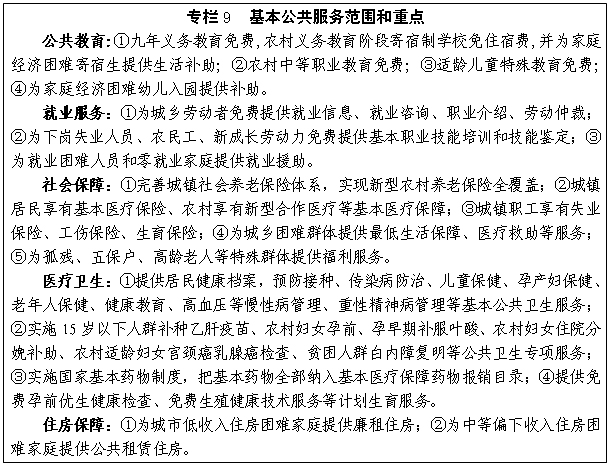 专栏9 基本公共服务范围和重点
公共教育：①九年义务教育免费，农村义务教育阶段寄宿制学校免住宿费，并为家庭
经济困难寄宿生提供生活补助；②农村中等职业教育免费；③适龄儿童特殊教育免费；
④为家庭经济困难幼儿入园提供补助。
就业服务：①为城乡劳动者免费提供就业信息、就业咨询、职业介绍、劳动仲裁；
②为下岗失业人员、农民工、新成长劳动力免费提供基本职业技能培训和技能鉴定；③
为就业困难人员和零就业家庭提供就业援助。
社会保障：①完善城镇社会养老保险体系，实现新型农村养老保险全覆盖；②城镇
居民享有基本医疗保险、农村享有新型合作医疗等基本医疗保障；③城镇职工享有失业
保险、工伤保险、生育保险；④为城乡困难群体提供最低生活保障、医疗救助等服务；
⑤为孤残、五保户、高龄老人等特殊群体提供福利服务。
医疗卫生：①提供居民健康档案，预防接种、传染病防治、儿童保健、孕产妇保健、
老年人保健、健康教育、高血压等慢性病管理、重性精神病管理等基本公共卫生服务；
②实施15岁以下人群补种乙肝疫苗、农村妇女孕前、孕早期补服叶酸、农村妇女住院分
娩补助、农村适龄妇女宫颈癌乳腺癌检查、贫困人群白内障复明等公共卫生专项服务；
③实施国家基本药物制度，把基本药物全部纳入基本医疗保障药物报销目录；④提供免
费孕前优生健康检查、免费生殖健康技术服务等计划生育服务。
住房保障：①为城市低收入住房困难家庭提供廉租住房；②为中等偏下收入住房困
难家庭提供公共租赁住房。